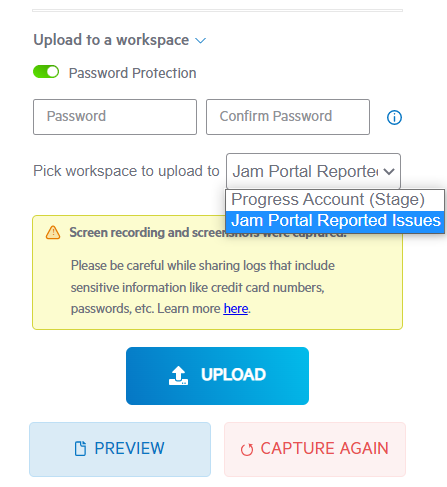 Upload to a workspace
Password Protection
Password Confirm Password
Pick workspace to upload to Jam Portal Reported
Progress Account (Stage)
Jam Portal Reported Issues
Screen recording and screenshots were captured.
Please be careful while sharing logs that include
sensitive information like credit card numbers,
passwords, etc. Learn more here.
UPLOAD
PREVIEW CAPTURE AGAIN